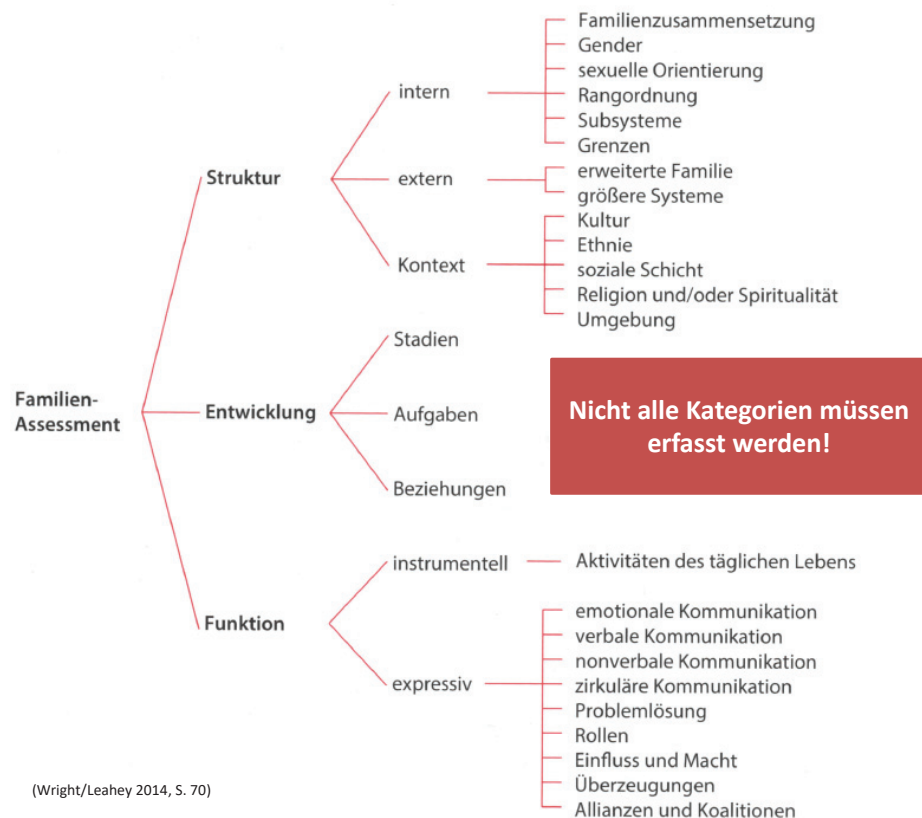 Familien-
Assessment
Struktur
intern
Familienzusammensetzung
Gender
sexuelle Orientierung
Rangordnung
Subsysteme
Grenzen
extern
erweiterte Familie
größere Systeme
Kontext
Kultur
Ethnie
soziale Schicht
Religion und/oder Spiritualität
Umgebung
Entwicklung
Stadien
Aufgaben
Beziehungen
Nicht alle Kategorien müssen
erfasst werden!
Funktion
instrumentell
Aktivitäten des täglichen Lebens
expressiv
emotionale Kommunikation
verbale Kommunikation
nonverbale Kommunikation
zirkuläre Kommunikation
Problemlösung
Rollen
Einfluss und Macht
Überzeugungen
Allianzen und Koalitionen
(Wright/Leahey 2014, S. 70)